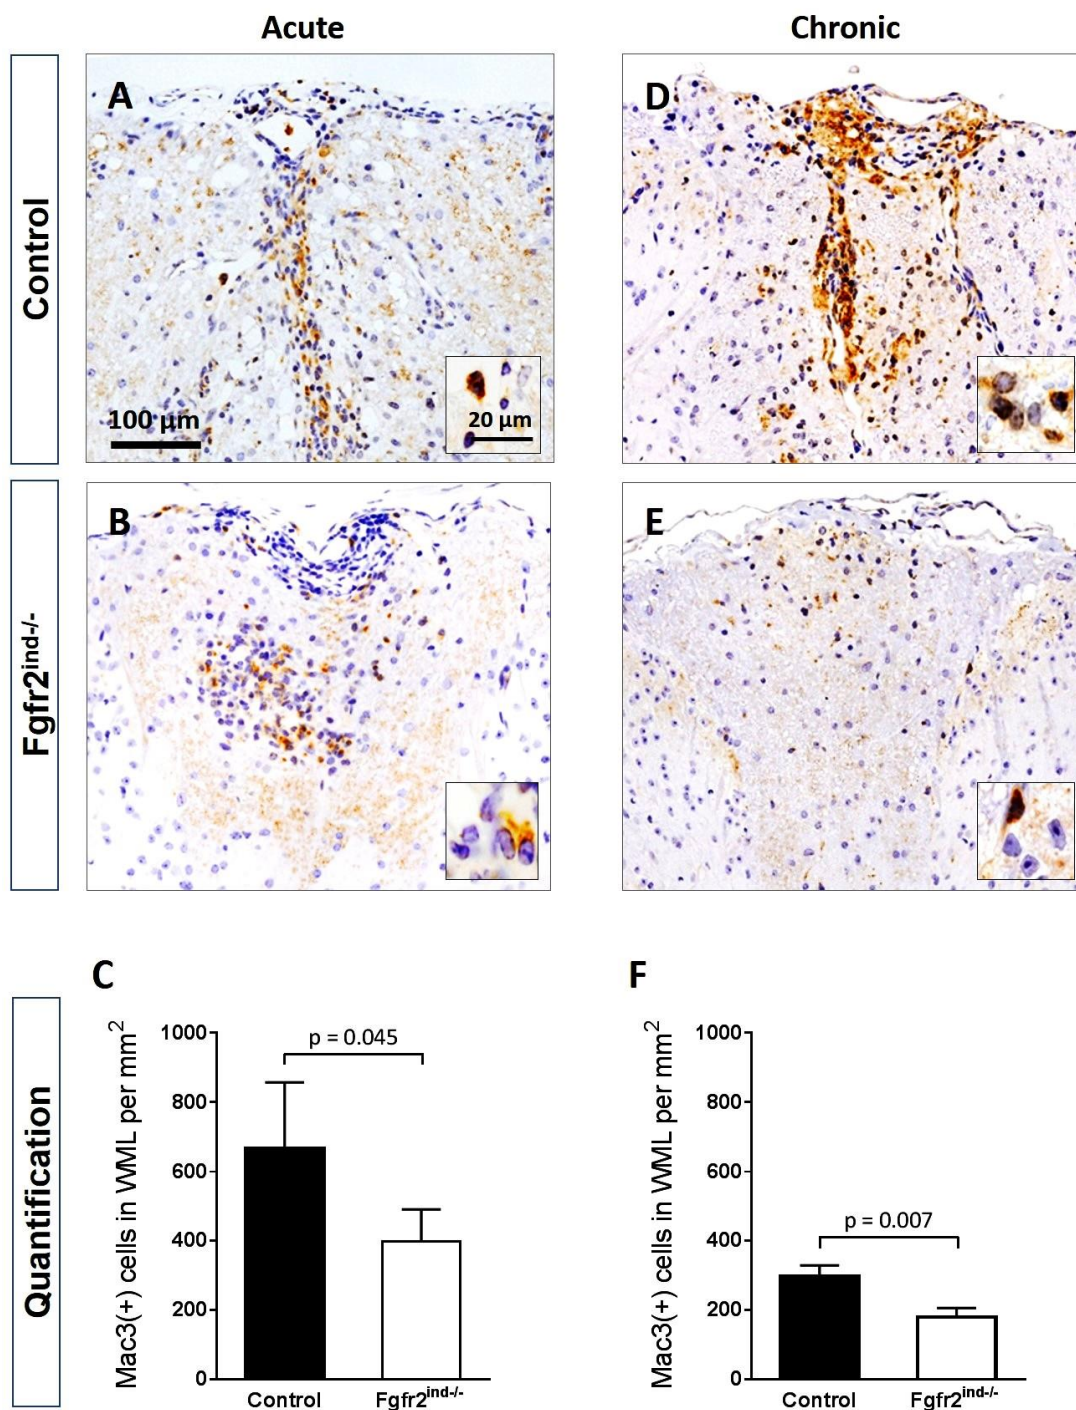 Acute
Chronic
Control
A
100 µm
20 µm
D
Fgfr2ind-/-
B
E
Quantification
C
Mac3(+) cells in WML per mm2
1000
800
600
400
200
0
p = 0.045
Control
Fgfr2ind-/-
F
Mac3(+) cells in WML per mm2
1000
800
600
400
200
0
p = 0.007
Control
Fgfr2ind-/-